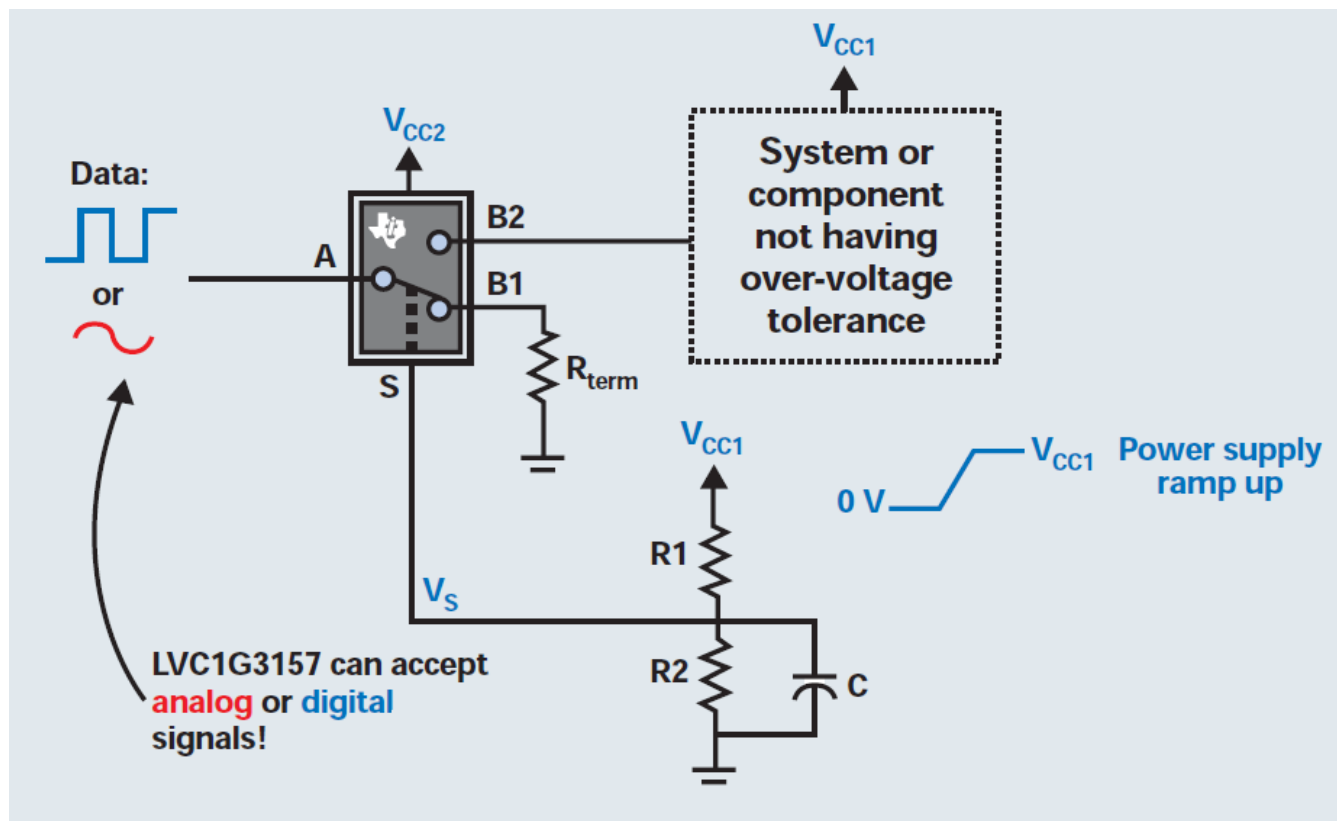 VCC1
VCC2
Data:
System or
component
not having
over-voltage
tolerance
B2
A
or
B1
S
Rterm
VCC1
VCC1 Power supply
ramp up
0 V
R1
VS
LVC1G3157 can accept
analog or digital
signals!
R2
C